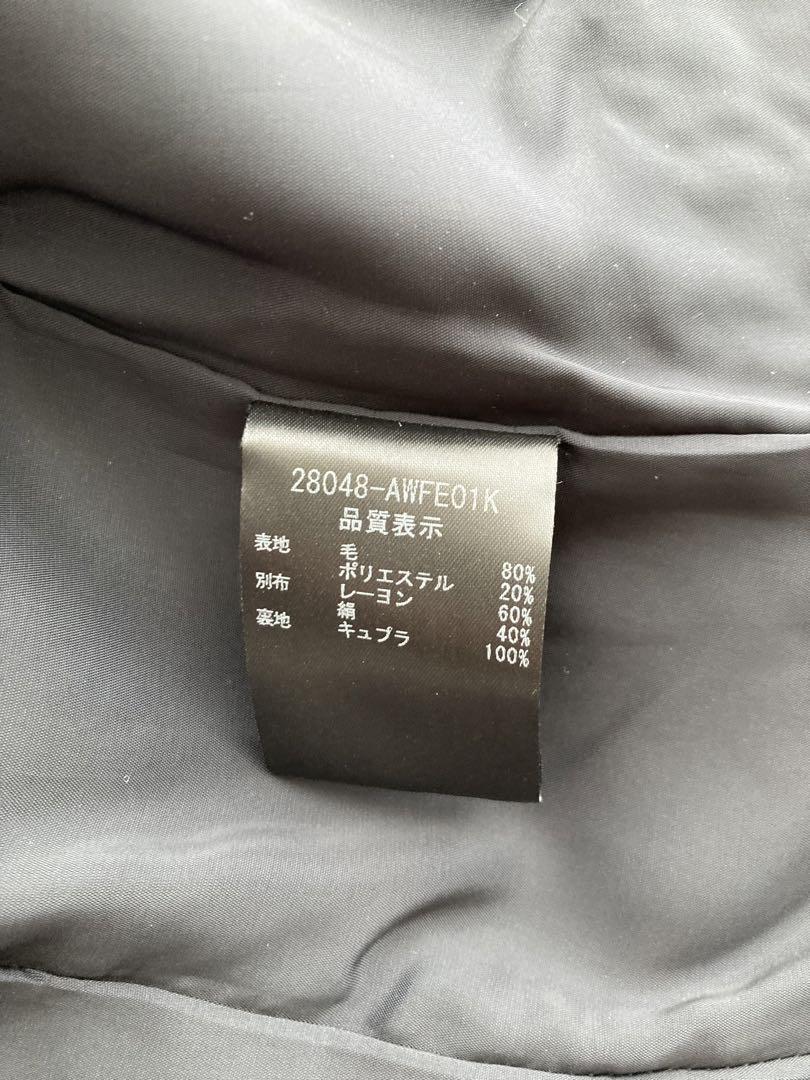 28048-AWFE01K
品質表示
表地 毛 80%
ポリエステル 20%
別布 レーヨン 60%
絹 40%
裏地 キュプラ 100%